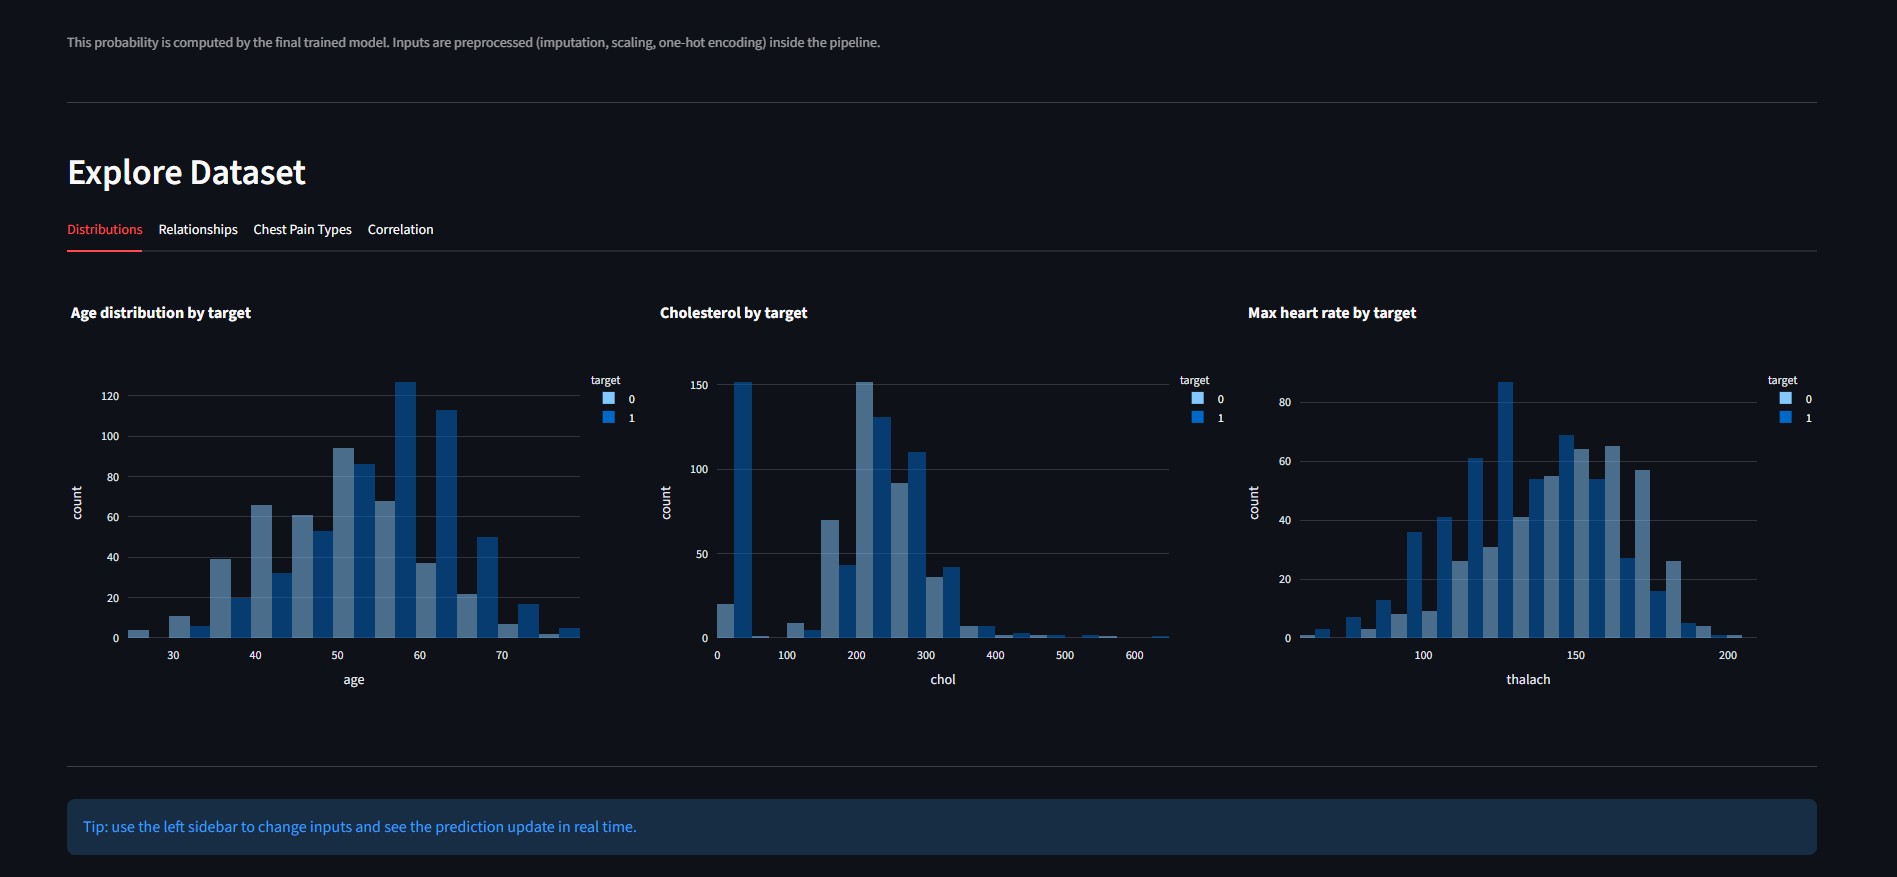 This probability is computed by the final trained model. Inputs are preprocessed (imputation, scaling, one-hot encoding) inside the pipeline.
Explore Dataset
Distributions Relationships Chest Pain Types Correlation
Age distribution by target
120
100
80
60
40
20
0
count
30 40 50 60 70
age
target
0
1
Cholesterol by target
150
100
50
0
count
0 100 200 300 400 500 600
chol
target
0
1
Max heart rate by target
80
60
40
20
0
count
100 150 200
thalach
target
0
1
Tip: use the left sidebar to change inputs and see the prediction update in real time.